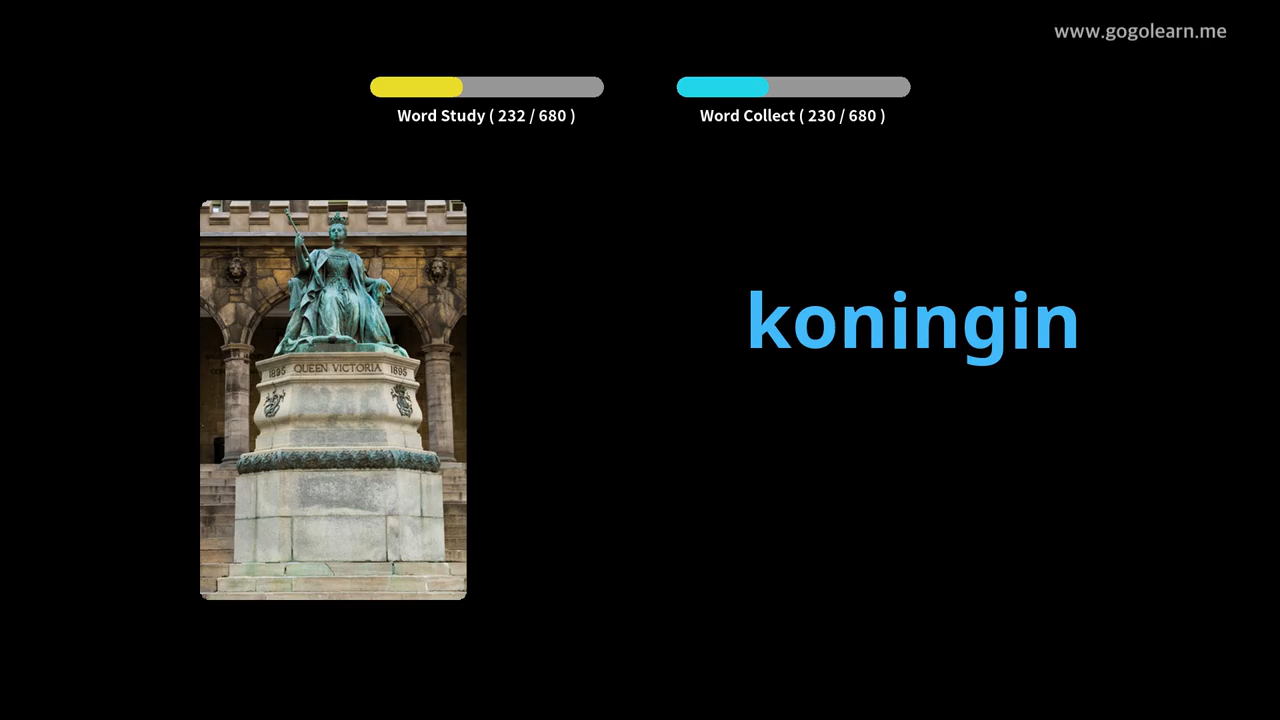 www.gogolearn.me
Word Study ( 232 / 680 )
Word Collect ( 230 / 680 )
koningin
1895 QUEEN VICTORIA 1895